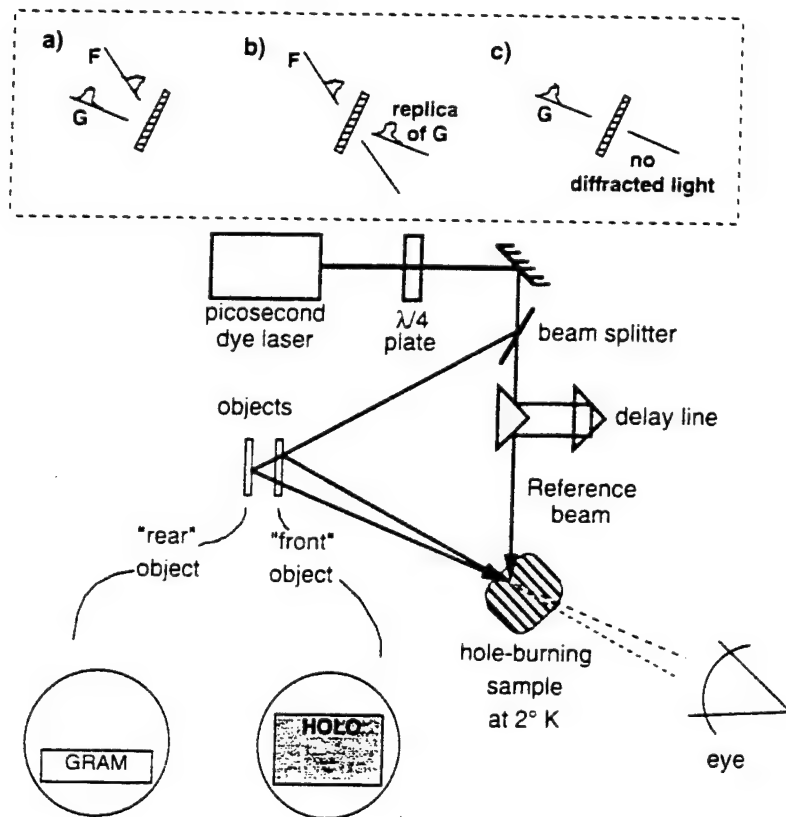 a)
F
G
b)
F
replica
of G
c)
G
no
diffracted light
picosecond
dye laser
λ/4
plate
beam splitter
objects
delay line
Reference
beam
"rear"
object
"front"
object
hole-burning
sample
at 2° K
GRAM
HOLO
eye